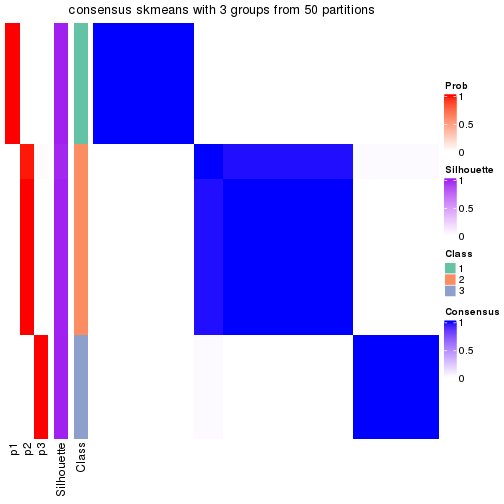 consensus skmeans with 3 groups from 50 partitions
Prob
1
0.5
0
Silhouette
1
0.5
0
Class
1
2
3
Consensus
1
0.5
0
p1
p2
p3
Silhouette
Class